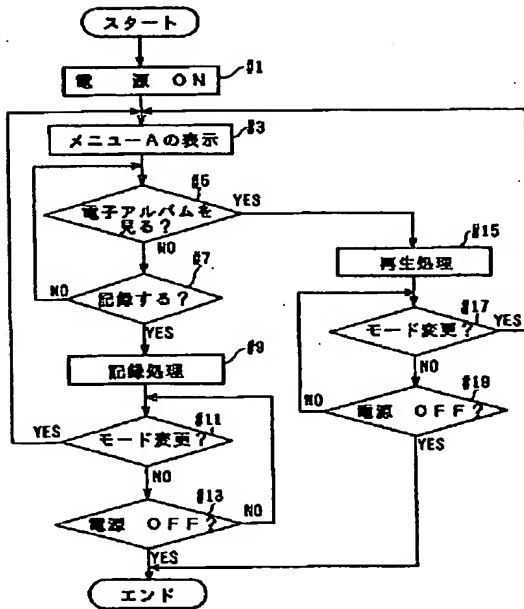 スタート
#1
電 源 ON
#3
メニューAの表示
#5
電子アルバムを
見る?
YES
NO
#7
記録する?
NO
YES
#9
記録処理
#11
モード変更?
YES
NO
#13
電源 OFF?
NO
YES
エンド
#15
再生処理
#17
モード変更?
YES
NO
#19
電源 OFF?
NO
YES